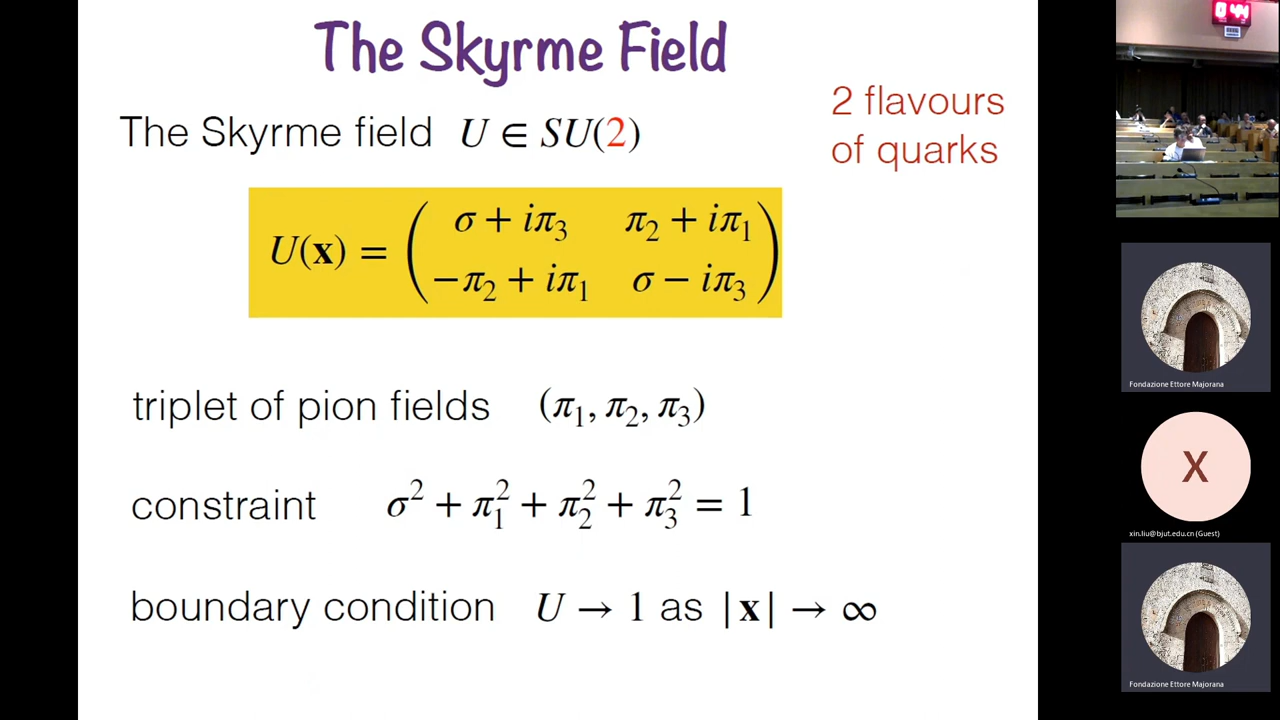 The Skyrme Field
2 flavours
of quarks
The Skyrme field U ∈ SU(2)
U(x) = ( σ + iπ₃ π₂ + iπ₁
−π₂ + iπ₁ σ − iπ₃ )
triplet of pion fields (π₁, π₂, π₃)
constraint σ² + π₁² + π₂² + π₃² = 1
boundary condition U → 1 as |x| → ∞
Fondazione Ettore Majorana
X
xin.liu@bjut.edu.cn (Guest)
Fondazione Ettore Majorana